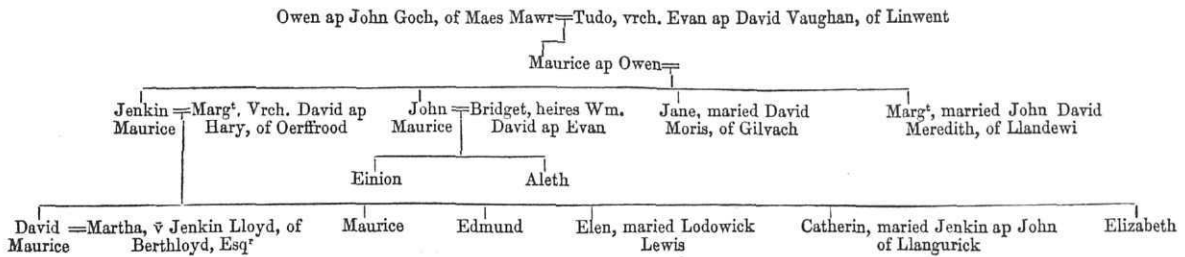 Owen ap John Goch, of Maes Mawr=Tudo, vrch. Evan ap David Vaughan, of Linwent
Maurice ap Owen=
Jenkin =Margᵗ. Vrch. David ap
Maurice Hary, of Oerffrood
John =Bridget, heires Wm.
Maurice David ap Evan
Jane, maried David
Moris, of Gilvach
Margᵗ, married John David
Meredith, of Llandewi
Einion
Aleth
David =Martha, v̄ Jenkin Lloyd, of
Maurice Berthloyd, Esqʳ
Maurice
Edmund
Elen, maried Lodowick
Lewis
Catherin, maried Jenkin ap John
of Llangurick
Elizabeth